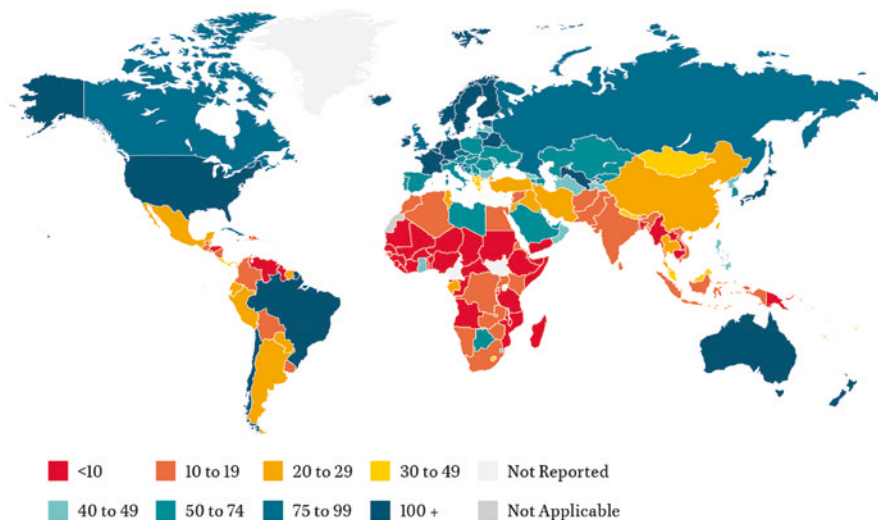 <10 10 to 19 20 to 29 30 to 49 Not Reported
40 to 49 50 to 74 75 to 99 100 + Not Applicable